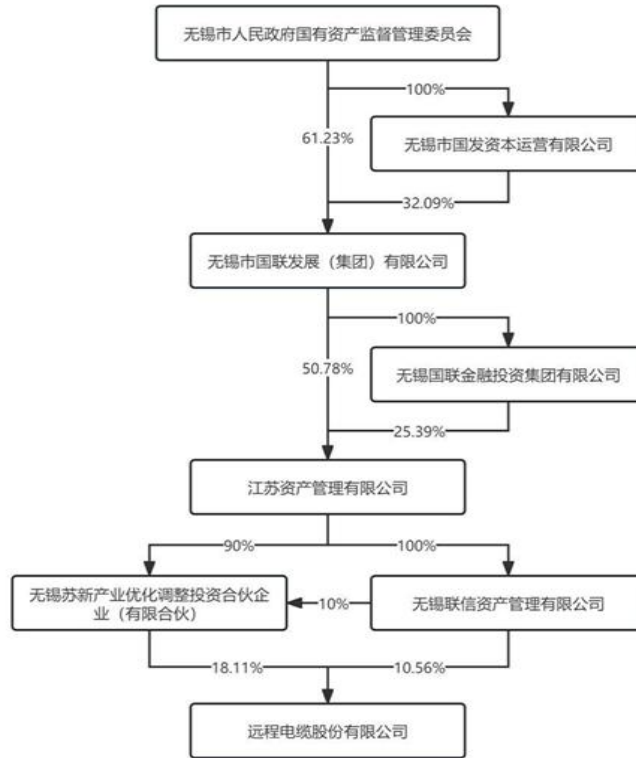 无锡市人民政府国有资产监督管理委员会
100%
61.23%
无锡市国发资本运营有限公司
32.09%
无锡市国联发展（集团）有限公司
100%
50.78%
无锡国联金融投资集团有限公司
25.39%
江苏资产管理有限公司
90%
100%
无锡苏新产业优化调整投资合伙企
业（有限合伙）
10%
无锡联信资产管理有限公司
18.11%
10.56%
远程电缆股份有限公司